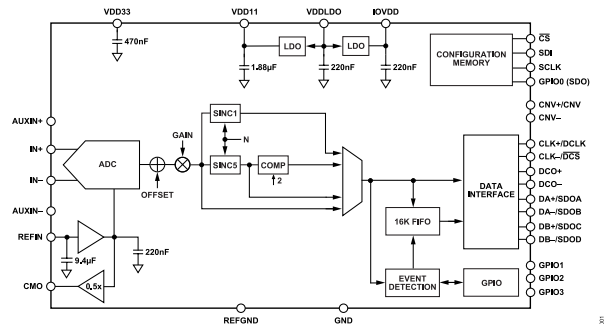 VDD33
VDD11
VDDLDO
IOVDD
470nF
LDO
LDO
1.88µF
220nF
220nF
CONFIGURATION
MEMORY
CS
SDI
SCLK
GPIO0 (SDO)
CNV+/CNV
CNV–
AUXIN+
IN+
IN–
AUXIN–
REFIN
CMO
ADC
OFFSET
GAIN
SINC1
N
SINC5
COMP
2
16K FIFO
DATA
INTERFACE
CLK+/DCLK
CLK–/DCS
DCO+
DCO–
DA+/SDOA
DA–/SDOB
DB+/SDOC
DB–/SDOD
9.4µF
220nF
0.5x
EVENT
DETECTION
GPIO
GPIO1
GPIO2
GPIO3
REFGND
GND
001